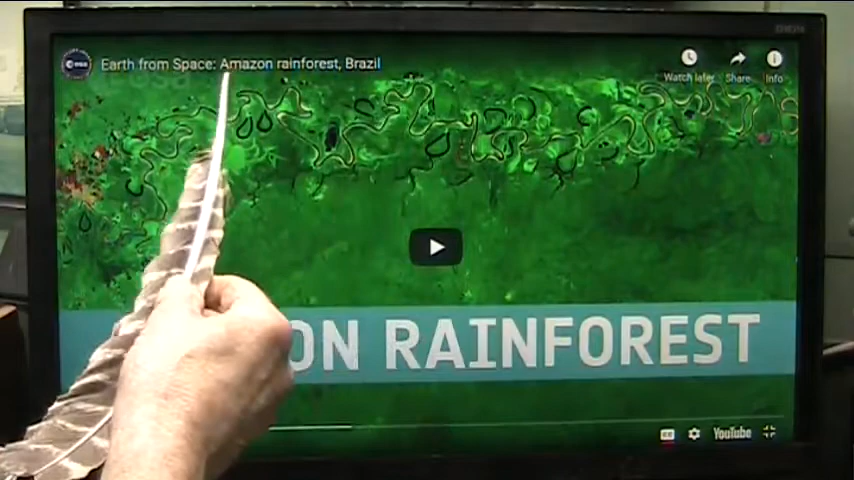 Earth from Space: Amazon rainforest, Brazil
Watch later
Share
Info
ON RAINFOREST
YouTube